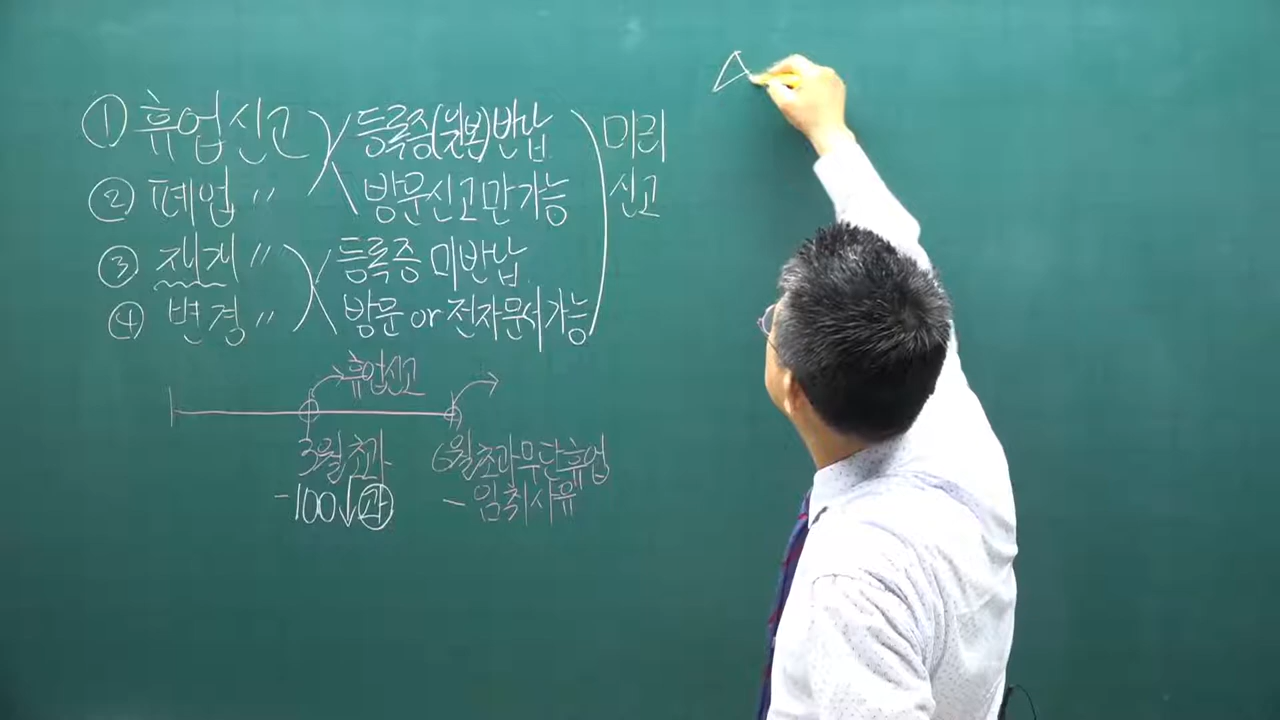 ① 휴업신고 등록증(원본)반납 미리
② 폐업 〃 방문신고만 가능 신고
③ 재개 〃 등록증 미반납
④ 변경 〃 방문 or 전자문서가능
휴업신고
3월초과 6월초과무단휴업
-100↓㉮ - 임취사유